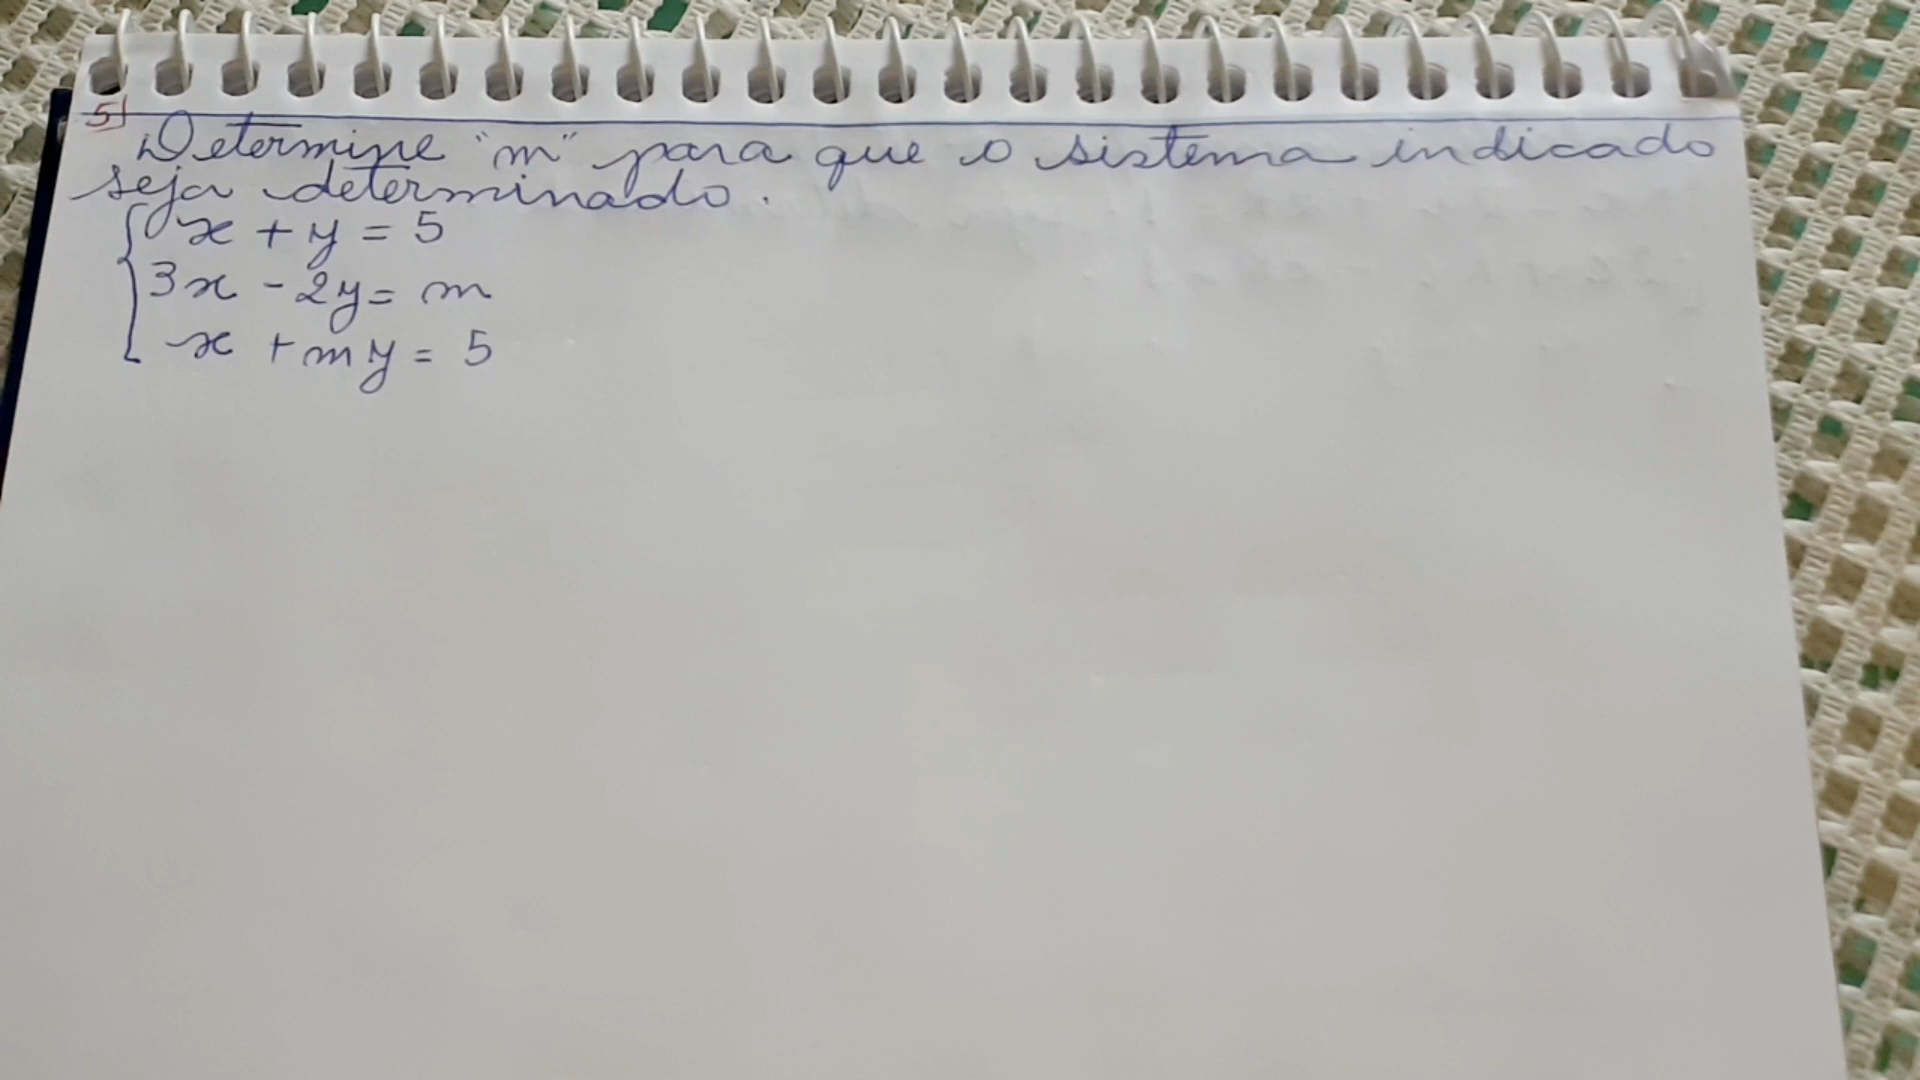 5)
Determine "m" para que o sistema indicado
seja determinado.
x + y = 5
3x - 2y = m
x + my = 5